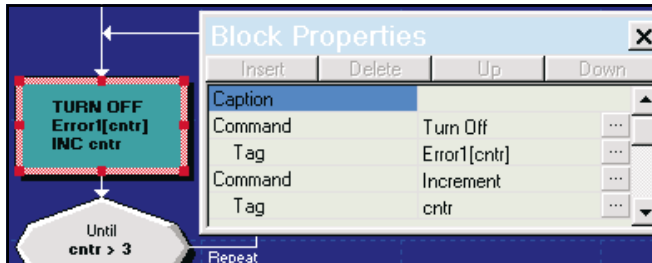 Block Properties
Insert Delete Up Down
Caption
Command Turn Off ...
Tag Error1[cntr] ...
Command Increment ...
Tag cntr ...
TURN OFF
Error1[cntr]
INC cntr
Until
cntr > 3
Repeat